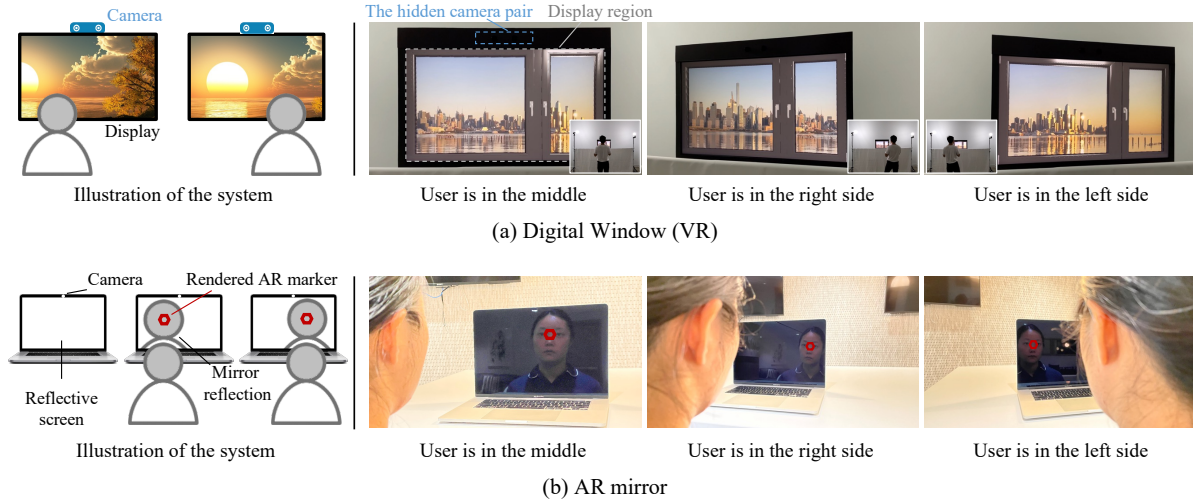 Camera
The hidden camera pair
Display region
Display
Illustration of the system
User is in the middle
User is in the right side
User is in the left side
(a) Digital Window (VR)
Camera
Rendered AR marker
Reflective
screen
Mirror
reflection
Illustration of the system
User is in the middle
User is in the right side
User is in the left side
(b) AR mirror